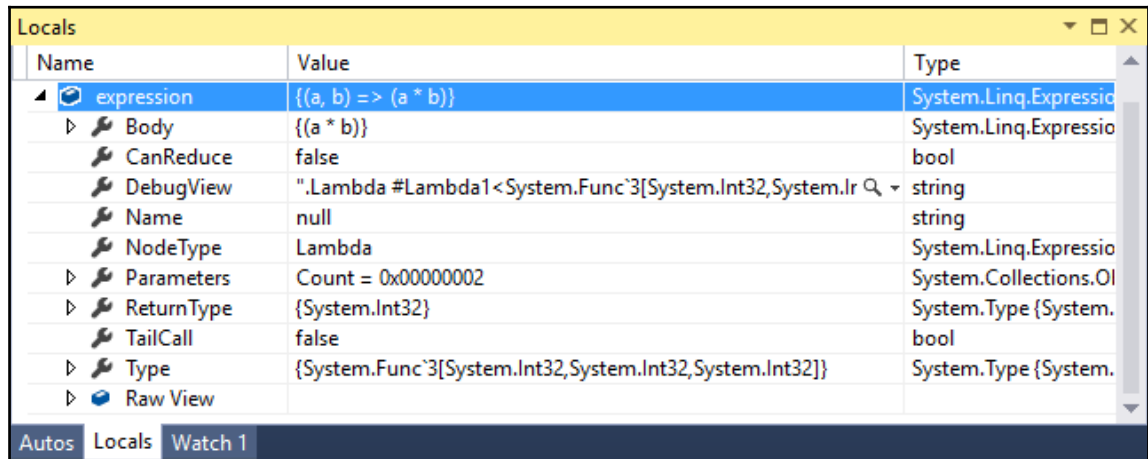 Locals
Name Value Type
expression {(a, b) => (a * b)} System.Linq.Expressio
Body {(a * b)} System.Linq.Expressio
CanReduce false bool
DebugView ".Lambda #Lambda1<System.Func`3[System.Int32,System.Ir string
Name null string
NodeType Lambda System.Linq.Expressio
Parameters Count = 0x00000002 System.Collections.Ol
ReturnType {System.Int32} System.Type {System.
TailCall false bool
Type {System.Func`3[System.Int32,System.Int32,System.Int32]} System.Type {System.
Raw View
Autos Locals Watch 1